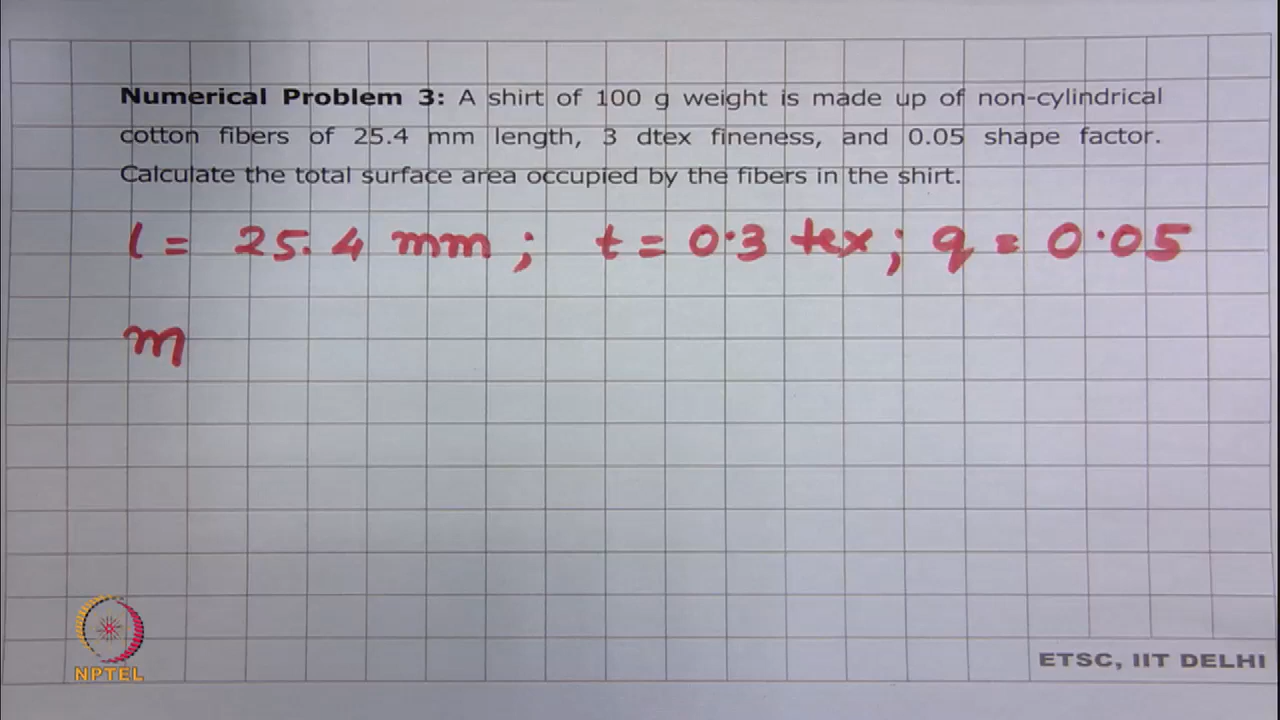 Numerical Problem 3: A shirt of 100 g weight is made up of non-cylindrical
cotton fibers of 25.4 mm length, 3 dtex fineness, and 0.05 shape factor.
Calculate the total surface area occupied by the fibers in the shirt.
l = 25.4 mm ; t = 0.3 tex ; q = 0.05
m
NPTEL
ETSC, IIT DELHI